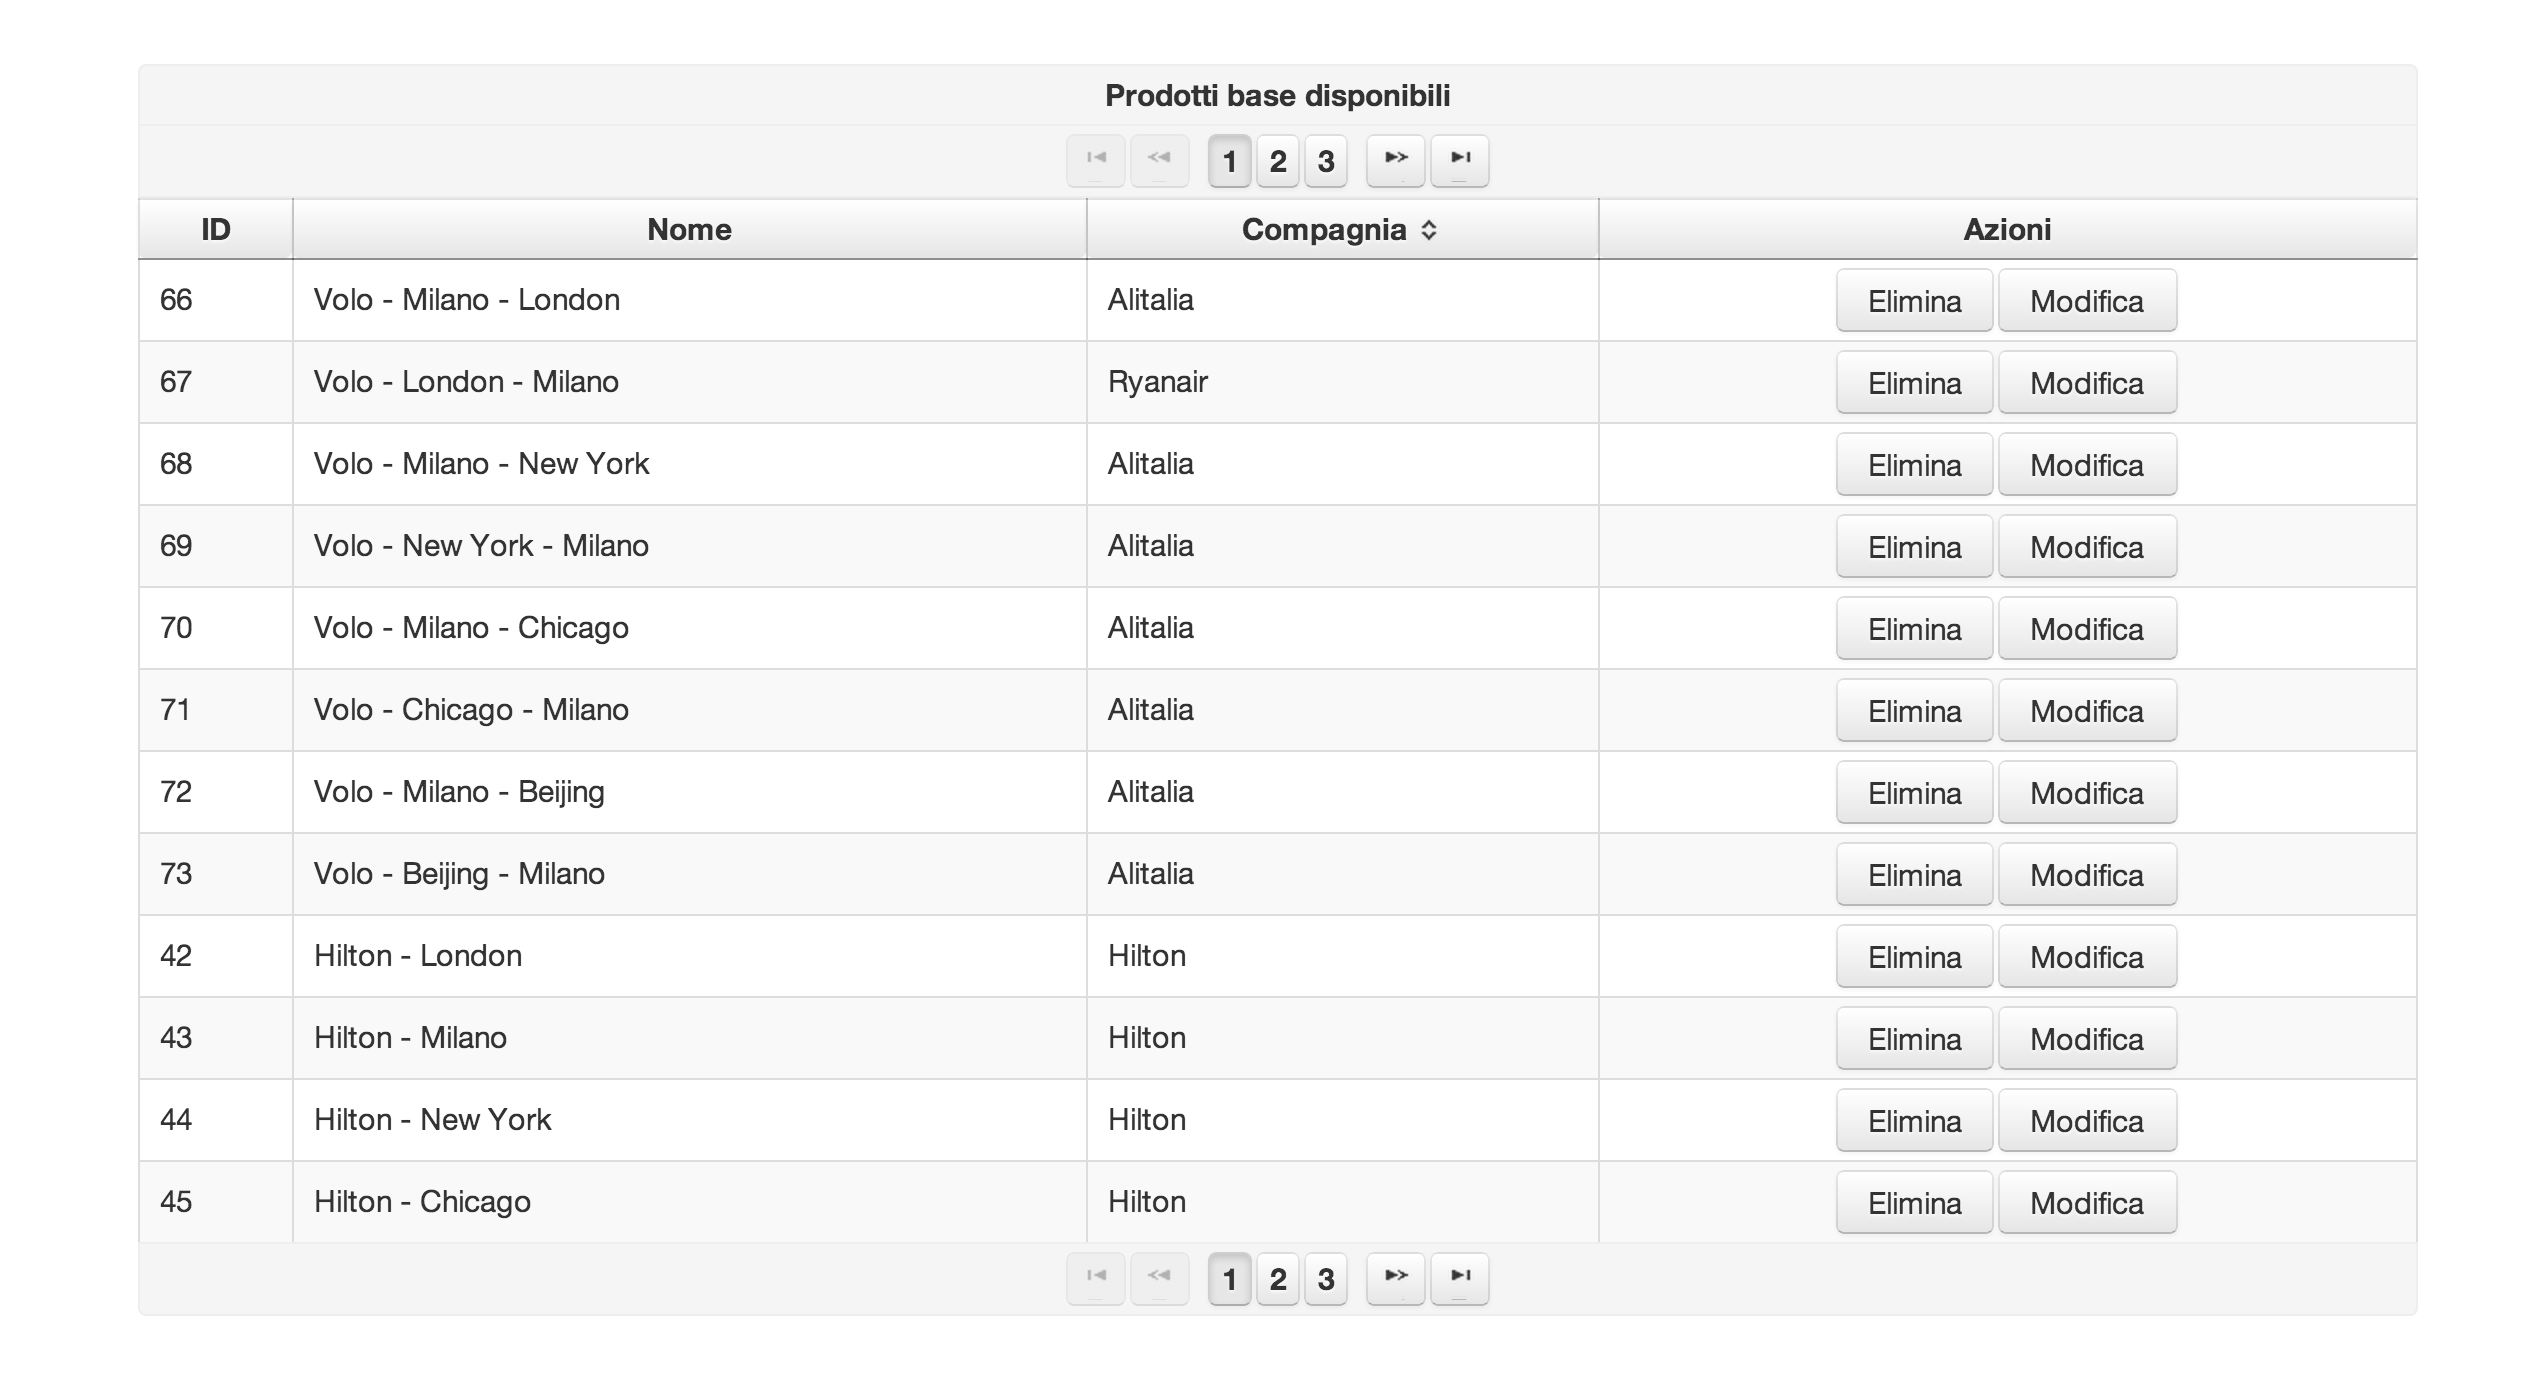 Prodotti base disponibili
1 2 3
ID Nome Compagnia Azioni
66 Volo - Milano - London Alitalia Elimina Modifica
67 Volo - London - Milano Ryanair Elimina Modifica
68 Volo - Milano - New York Alitalia Elimina Modifica
69 Volo - New York - Milano Alitalia Elimina Modifica
70 Volo - Milano - Chicago Alitalia Elimina Modifica
71 Volo - Chicago - Milano Alitalia Elimina Modifica
72 Volo - Milano - Beijing Alitalia Elimina Modifica
73 Volo - Beijing - Milano Alitalia Elimina Modifica
42 Hilton - London Hilton Elimina Modifica
43 Hilton - Milano Hilton Elimina Modifica
44 Hilton - New York Hilton Elimina Modifica
45 Hilton - Chicago Hilton Elimina Modifica
1 2 3